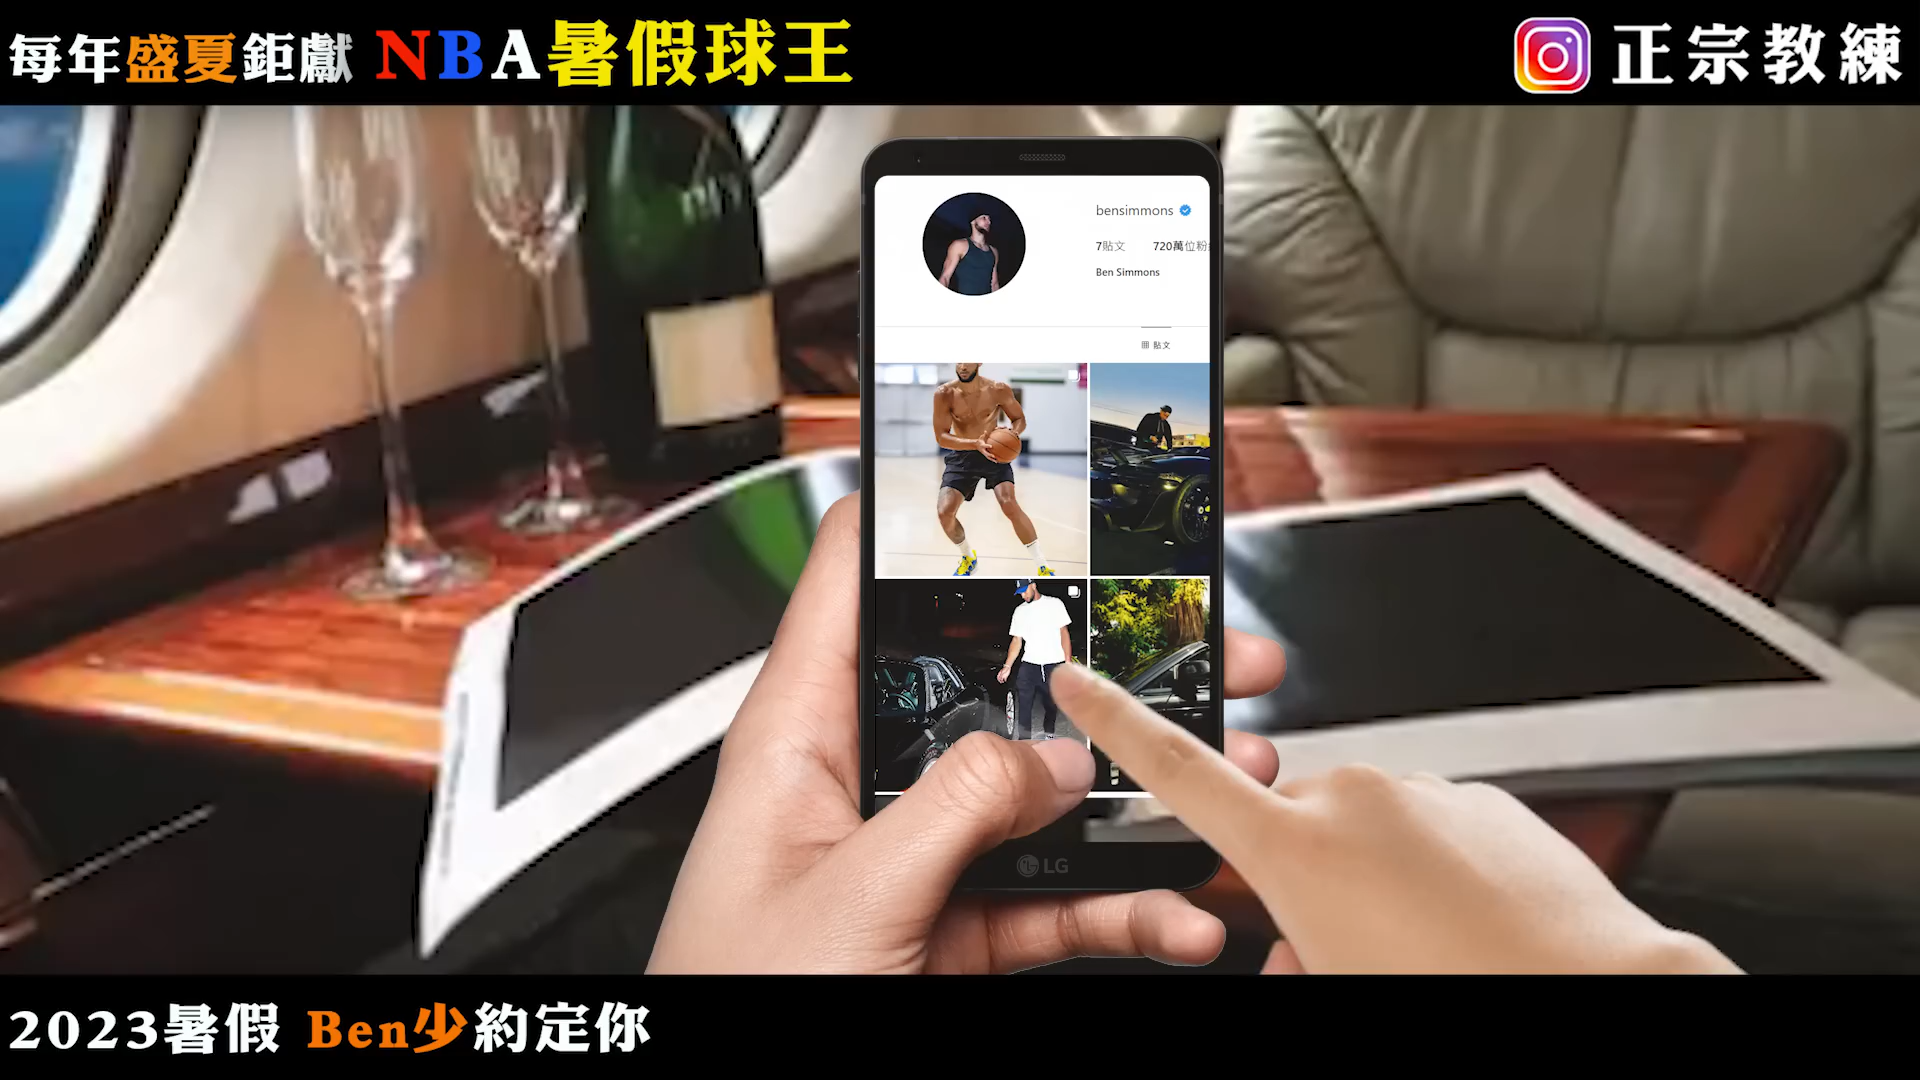 每年盛夏鉅獻 NBA暑假球王
正宗教練
bensimmons
7貼文 720萬位粉
Ben Simmons
貼文
LG
2023暑假 Ben少約定你